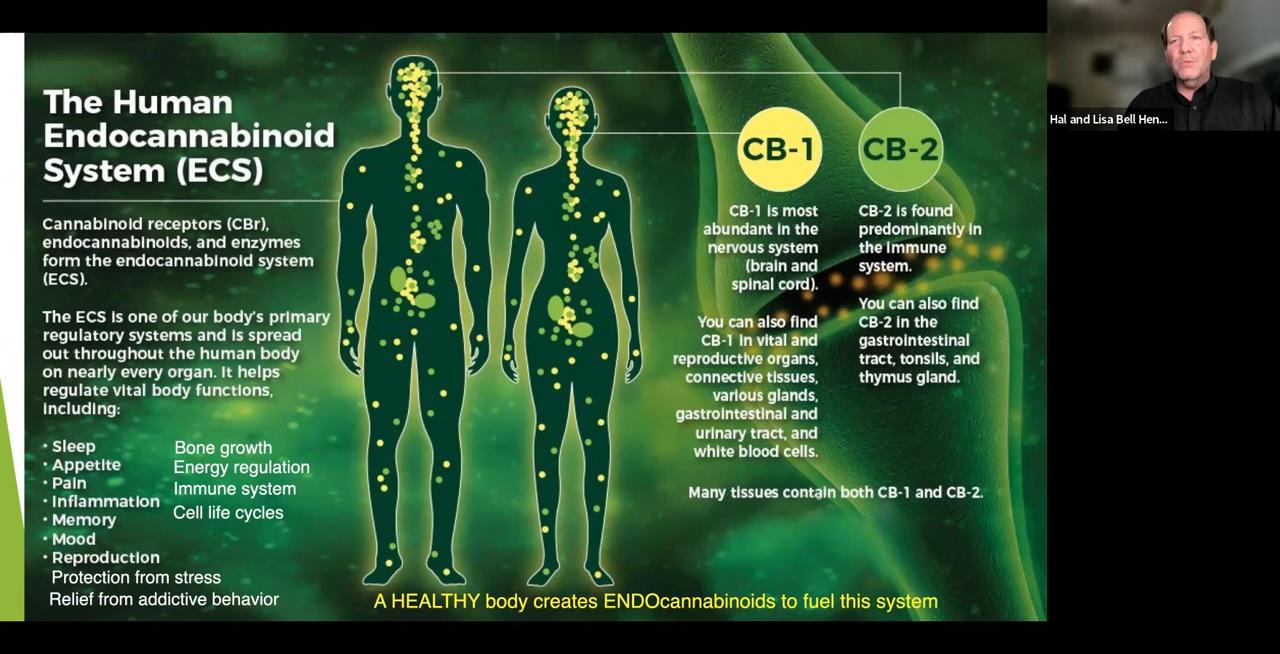 The Human
Endocannabinoid
System (ECS)
Cannabinoid receptors (CBr),
endocannabinoids, and enzymes
form the endocannabinoid system
(ECS).
The ECS is one of our body's primary
regulatory systems and is spread
out throughout the human body
on nearly every organ. It helps
regulate vital body functions,
including:
• Sleep
• Appetite
• Pain
• Inflammation
• Memory
• Mood
• Reproduction
Protection from stress
Relief from addictive behavior
Bone growth
Energy regulation
Immune system
Cell life cycles
CB-1
CB-1 is most
abundant in the
nervous system
(brain and
spinal cord).
You can also find
CB-1 in vital and
reproductive organs,
connective tissues,
various glands,
gastrointestinal and
urinary tract, and
white blood cells.
CB-2
CB-2 is found
predominantly in
the immune
system.
You can also find
CB-2 in the
gastrointestinal
tract, tonsils, and
thymus gland.
Many tissues contain both CB-1 and CB-2.
A HEALTHY body creates ENDOcannabinoids to fuel this system
Hal and Lisa Bell Hen...